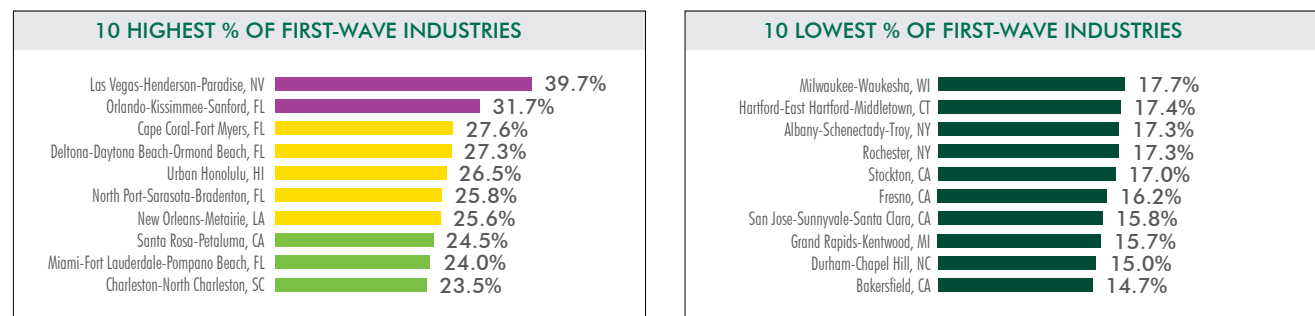 10 HIGHEST % OF FIRST-WAVE INDUSTRIES
Las Vegas-Henderson-Paradise, NV 39.7%
Orlando-Kissimmee-Sanford, FL 31.7%
Cape Coral-Fort Myers, FL 27.6%
Deltona-Daytona Beach-Ormond Beach, FL 27.3%
Urban Honolulu, HI 26.5%
North Port-Sarasota-Bradenton, FL 25.8%
New Orleans-Metairie, LA 25.6%
Santa Rosa-Petaluma, CA 24.5%
Miami-Fort Lauderdale-Pompano Beach, FL 24.0%
Charleston-North Charleston, SC 23.5%
10 LOWEST % OF FIRST-WAVE INDUSTRIES
Milwaukee-Waukesha, WI 17.7%
Hartford-East Hartford-Middletown, CT 17.4%
Albany-Schenectady-Troy, NY 17.3%
Rochester, NY 17.3%
Stockton, CA 17.0%
Fresno, CA 16.2%
San Jose-Sunnyvale-Santa Clara, CA 15.8%
Grand Rapids-Kentwood, MI 15.7%
Durham-Chapel Hill, NC 15.0%
Bakersfield, CA 14.7%